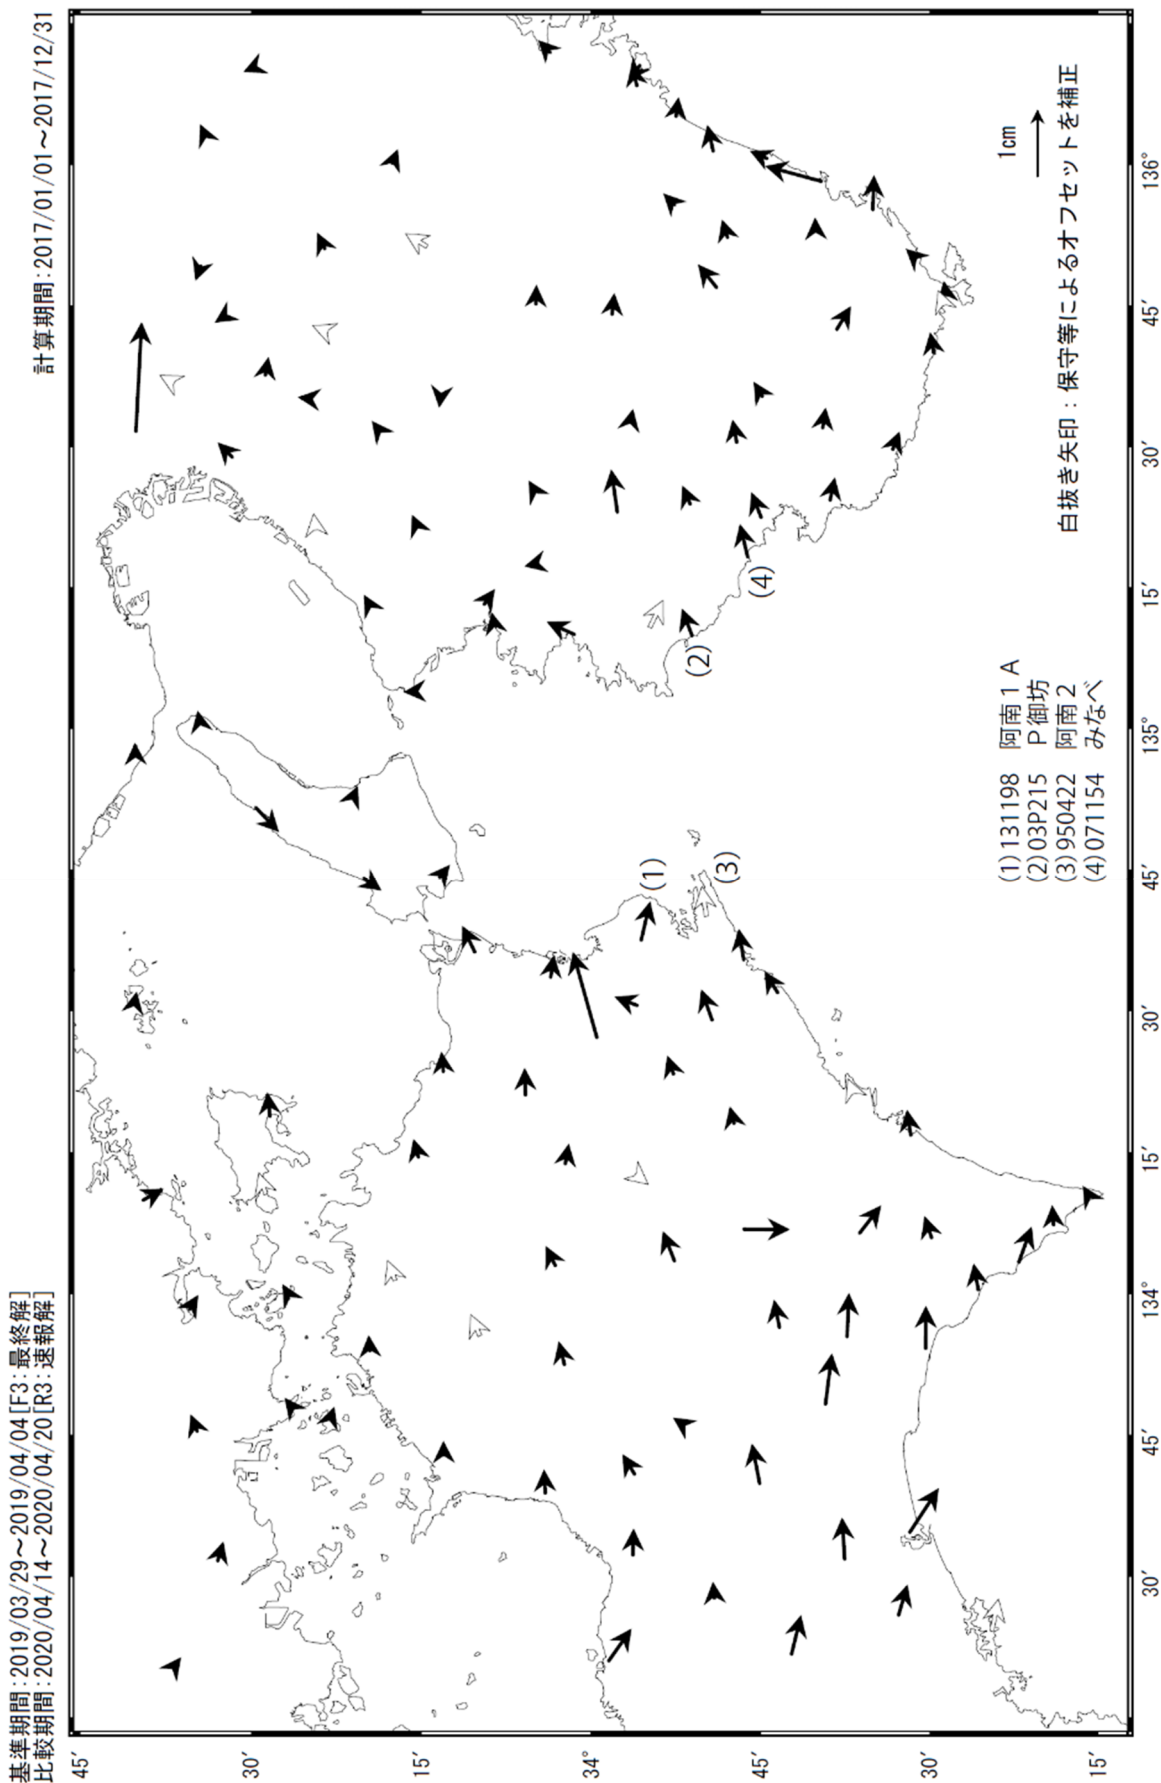 基準期間:2019/03/29～2019/04/04[F3:最終解]
比較期間:2020/04/14～2020/04/20[R3:速報解]
計算期間:2017/01/01～2017/12/31
45′
30′
15′
34°
45′
30′
15′
30′
45′
134°
15′
30′
45′
135°
15′
30′
45′
136°
(1)
(2)
(3)
(4)
(1)131198 阿南1A
(2)03P215 P御坊
(3)950422 阿南2
(4)071154 みなべ
1cm
白抜き矢印:保守等によるオフセットを補正